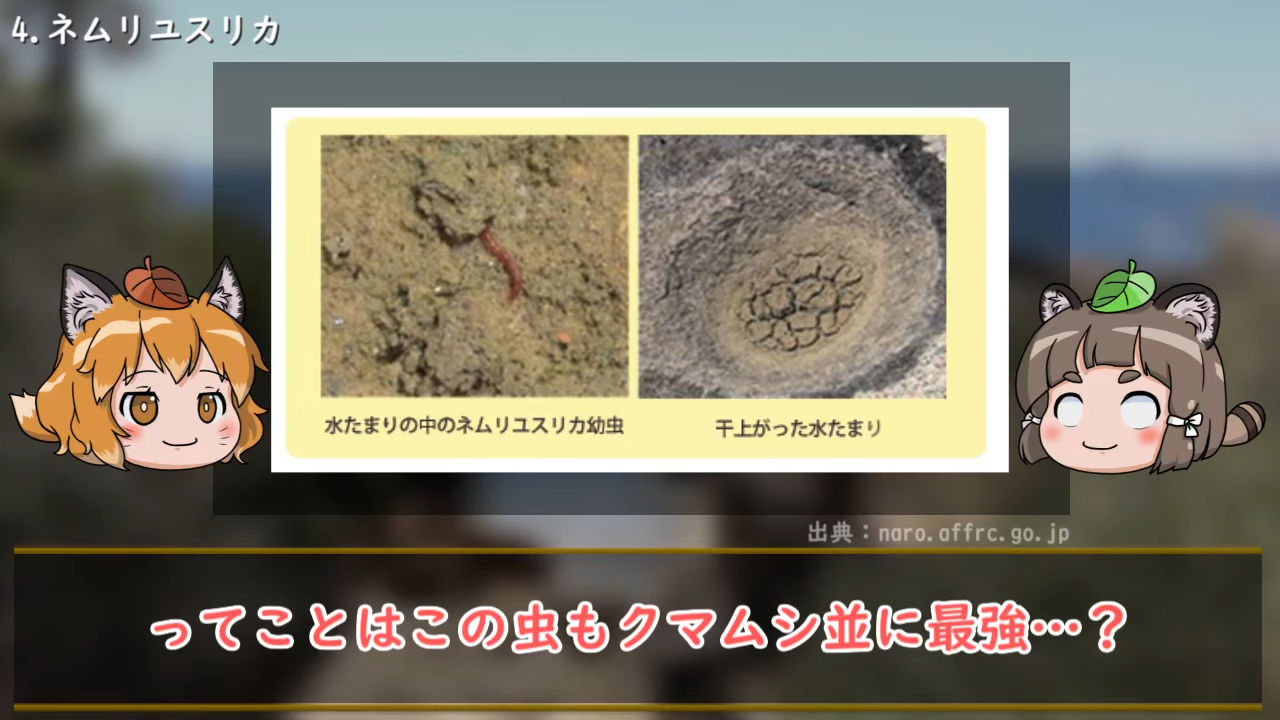 4.ネムリユスリカ
水たまりの中のネムリユスリカ幼虫
干上がった水たまり
出典：naro.affrc.go.jp
ってことはこの虫もクマムシ並に最強…？